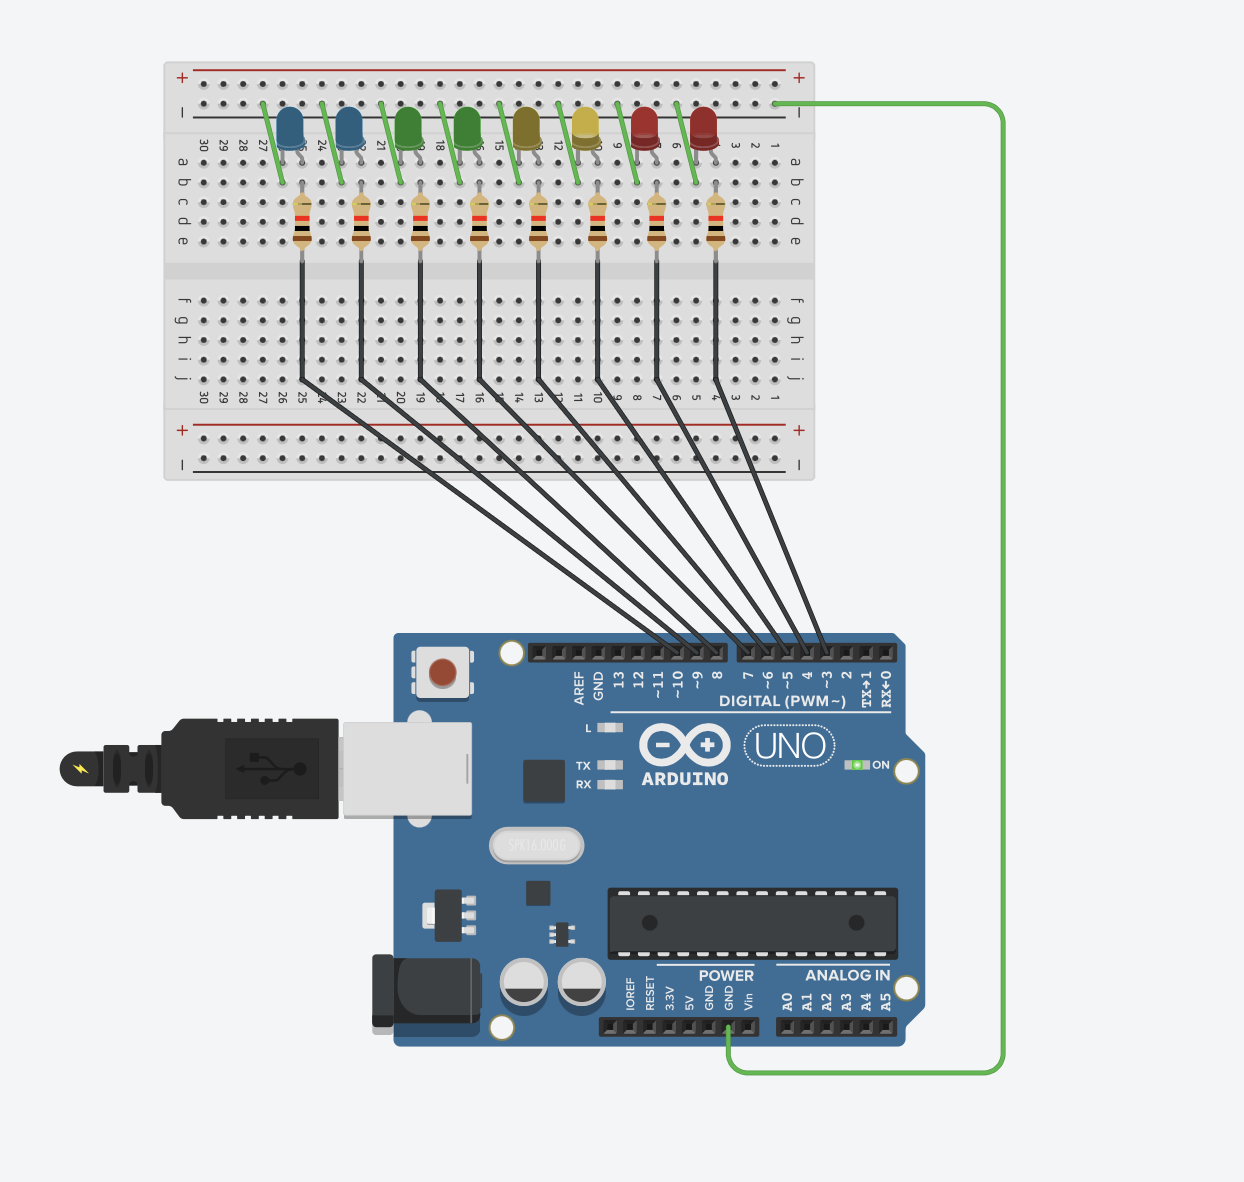 + +
− −
30 29 28 27 24 21 18 15 12 9 6 3 2 1
a a
b b
c c
d d
e e
f f
g g
h h
i i
j j
30 29 28 27 26 25 24 23 22 21 20 19 18 17 16 15 14 13 12 11 10 9 8 7 6 5 4 3 2 1
+ +
− −
AREF GND 13 12 ~11 ~10 ~9 8 7 ~6 ~5 4 ~3 2 TX→1 RX←0
DIGITAL (PWM~)
L
UNO
TX ON
RX ARDUINO
SPK16.000G
POWER ANALOG IN
IOREF RESET 3.3V 5V GND GND Vin A0 A1 A2 A3 A4 A5